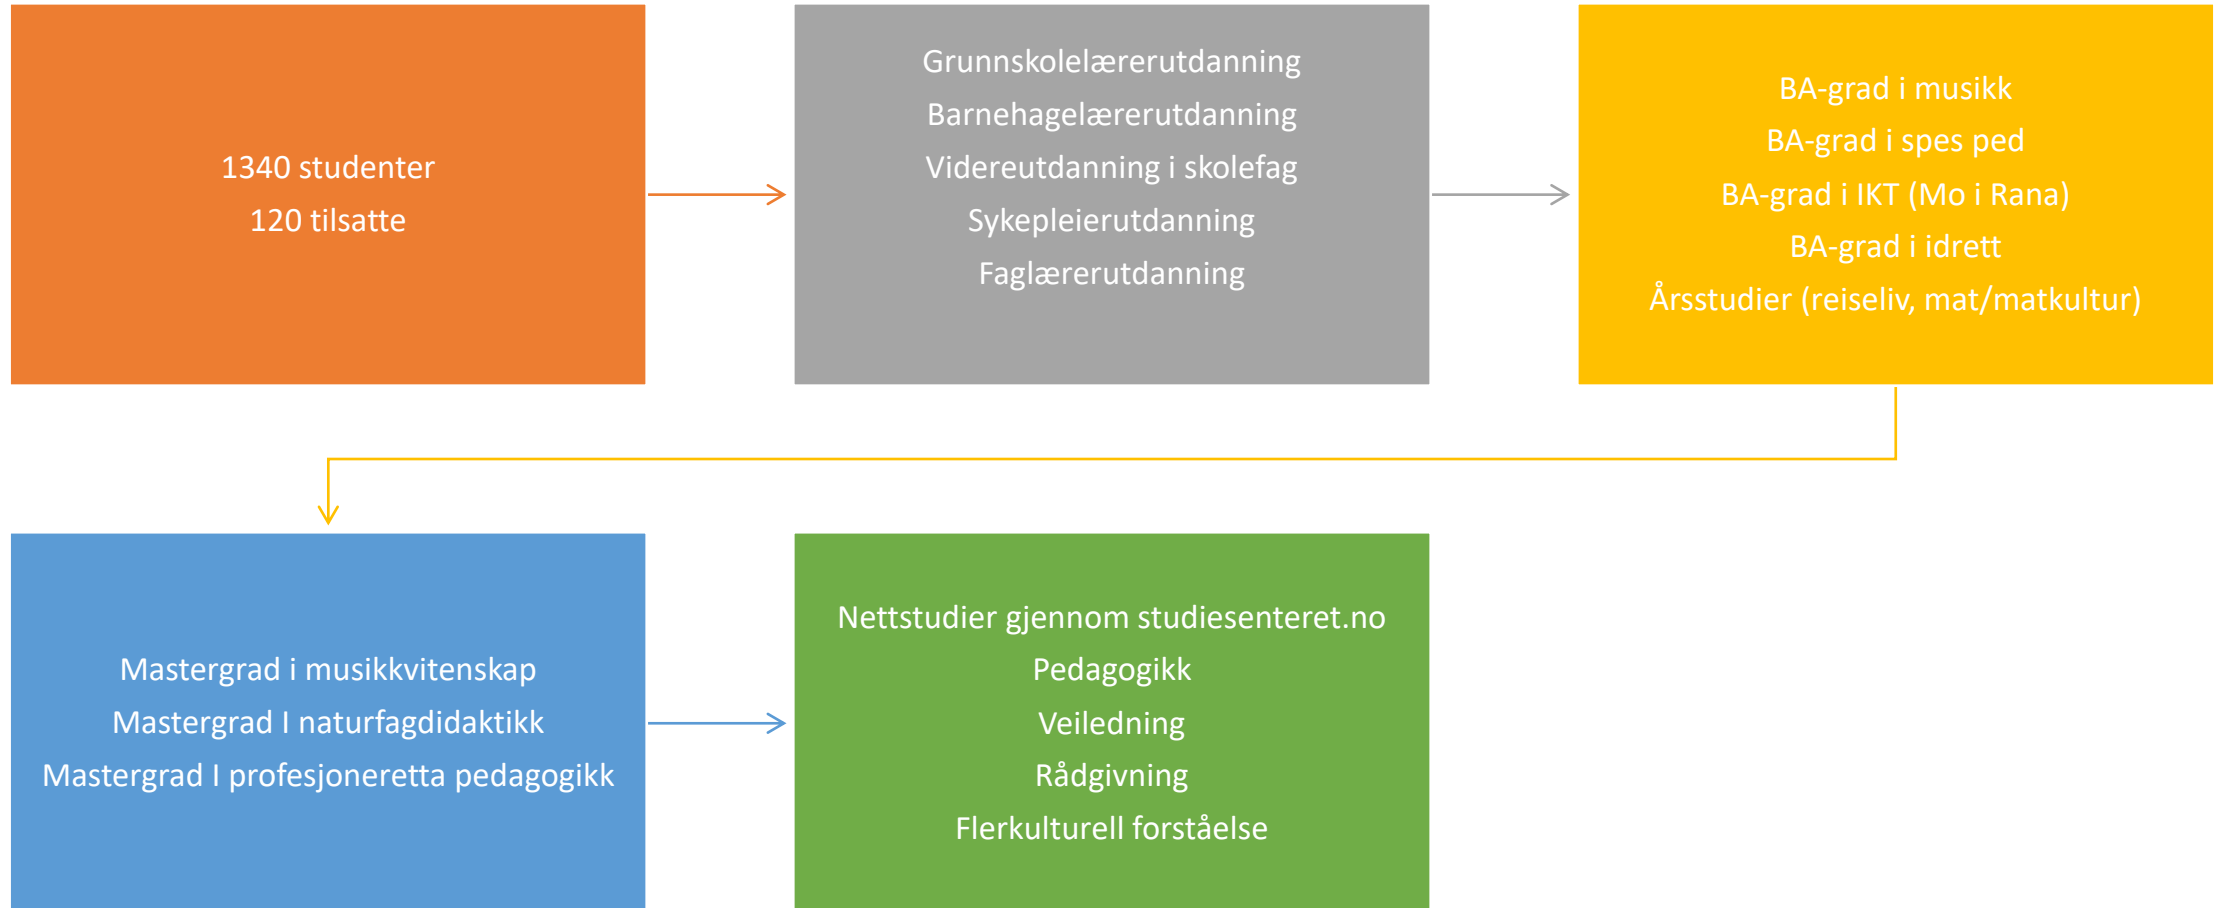 1340 studenter
120 tilsatte
Grunnskolelærerutdanning
Barnehagelærerutdanning
Videreutdanning i skolefag
Sykepleierutdanning
Faglærerutdanning
BA-grad i musikk
BA-grad i spes ped
BA-grad i IKT (Mo i Rana)
BA-grad i idrett
Årsstudier (reiseliv, mat/matkultur)
Mastergrad i musikkvitenskap
Mastergrad I naturfagdidaktikk
Mastergrad I profesjoneretta pedagogikk
Nettstudier gjennom studiesenteret.no
Pedagogikk
Veiledning
Rådgivning
Flerkulturell forståelse